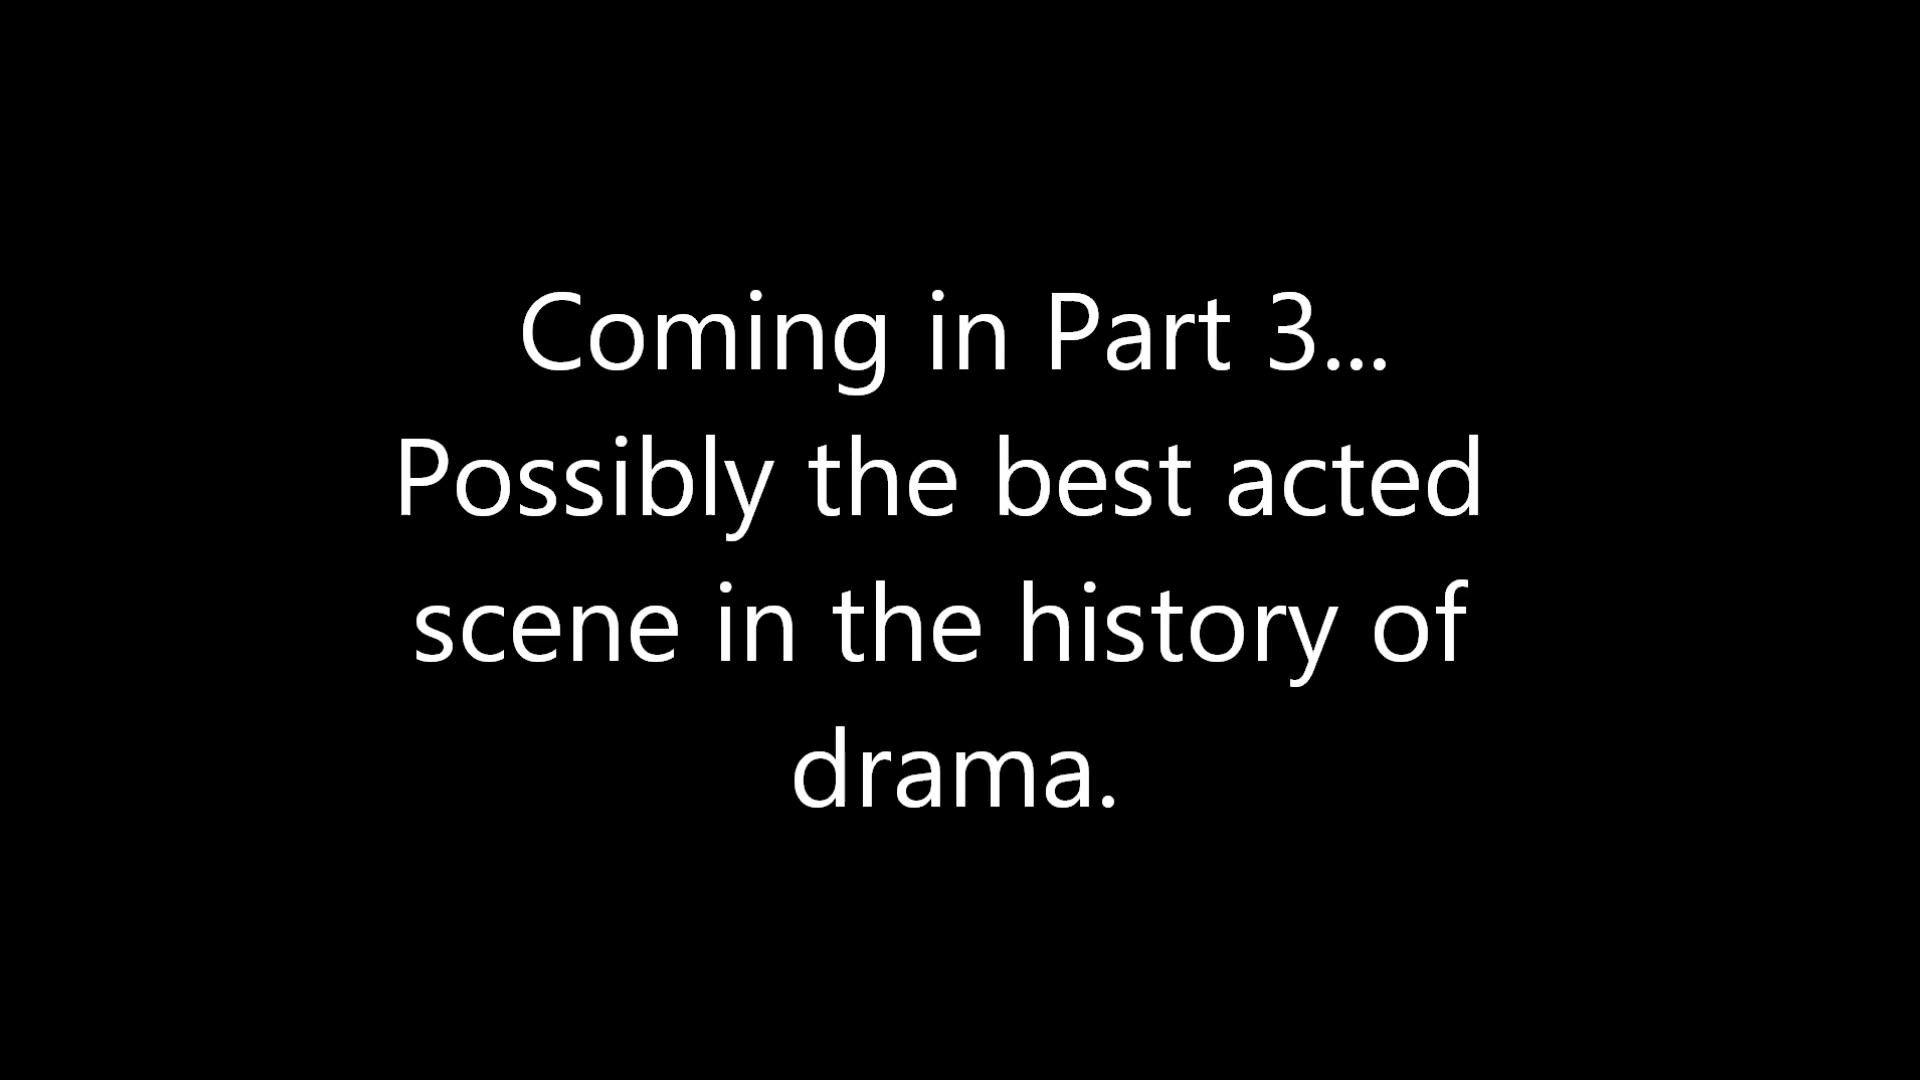 Coming in Part 3...
Possibly the best acted
scene in the history of
drama.